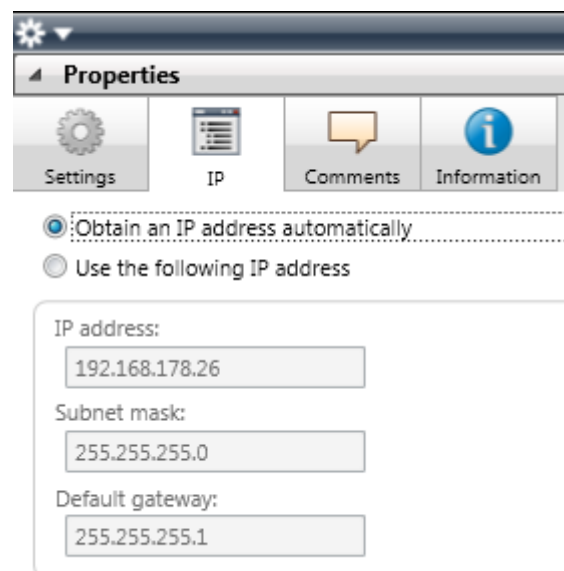 Properties
Settings IP Comments Information
Obtain an IP address automatically
Use the following IP address
IP address:
192.168.178.26
Subnet mask:
255.255.255.0
Default gateway:
255.255.255.1